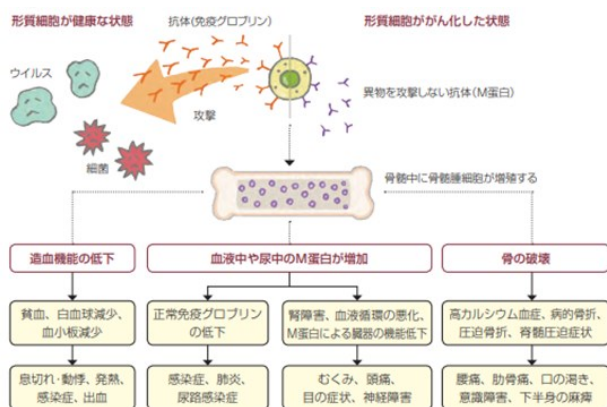 形質細胞が健康な状態
抗体(免疫グロブリン)
形質細胞ががん化した状態
ウイルス
異物を攻撃しない抗体(M蛋白)
攻撃
細菌
骨髄中に骨髄腫細胞が増殖する
造血機能の低下
血液中や尿中のM蛋白が増加
骨の破壊
貧血、白血球減少、
血小板減少
正常免疫グロブリン
の低下
腎障害、血液循環の悪化、
M蛋白による臓器の機能低下
高カルシウム血症、病的骨折、
圧迫骨折、脊髄圧迫症状
息切れ・動悸、発熱、
感染症、出血
感染症、肺炎、
尿路感染症
むくみ、頭痛、
目の症状、神経障害
腰痛、肋骨痛、口の渇き、
意識障害、下半身の麻痺